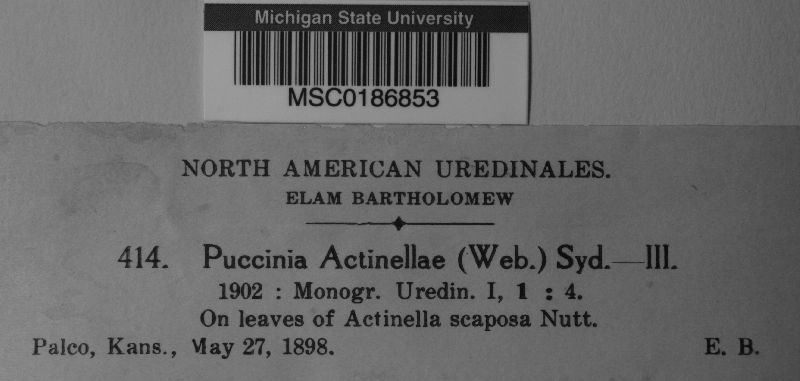 Michigan State University
MSC0186853
NORTH AMERICAN UREDINALES.
ELAM BARTHOLOMEW
414. Puccinia Actinellae (Web.) Syd.—III.
1902 : Monogr. Uredin. I, 1 : 4.
On leaves of Actinella scaposa Nutt.
Palco, Kans., May 27, 1898. E. B.